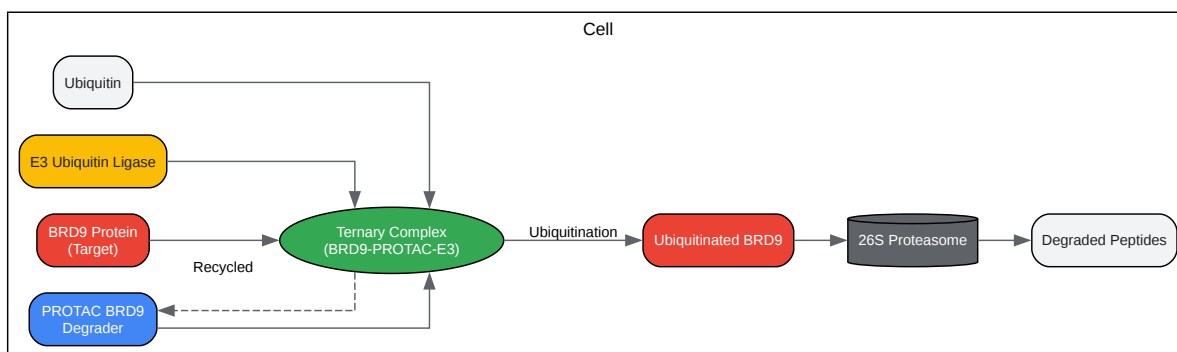 Cell
Ubiquitin
E3 Ubiquitin Ligase
BRD9 Protein
(Target)
Recycled
PROTAC BRD9
Degrader
Ternary Complex
(BRD9-PROTAC-E3)
Ubiquitination
Ubiquitinated BRD9
26S Proteasome
Degraded Peptides